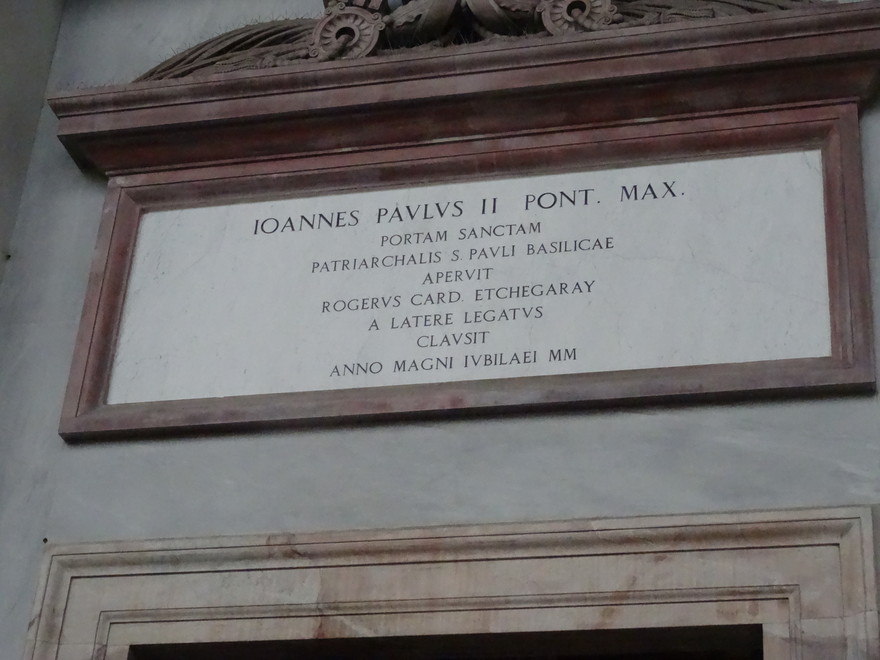 IOANNES PAVLVS II PONT. MAX.
PORTAM SANCTAM
PATRIARCHALIS S. PAVLI BASILICAE
APERVIT
ROGERVS CARD. ETCHEGARAY
A LATERE LEGATVS
CLAVSIT
ANNO MAGNI IVBILAEI MM